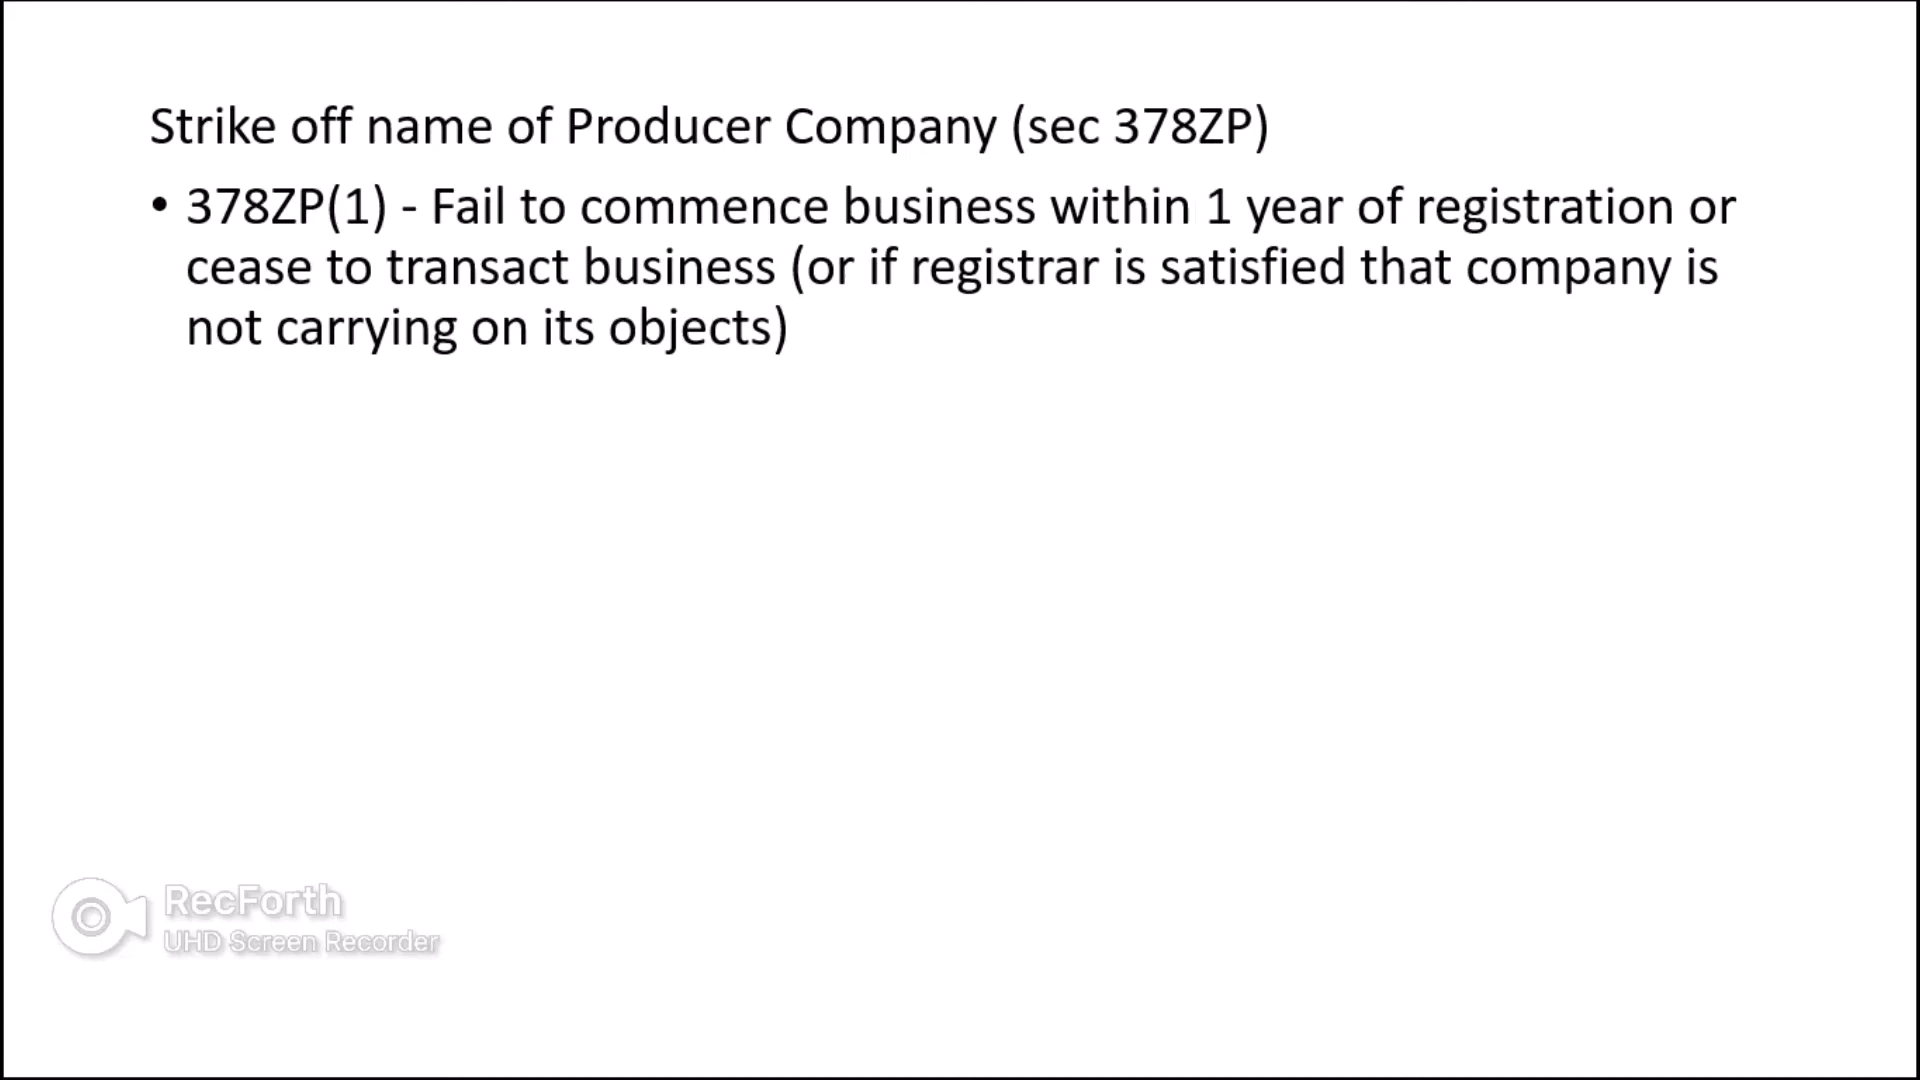 Strike off name of Producer Company (sec 378ZP)
• 378ZP(1) - Fail to commence business within 1 year of registration or
cease to transact business (or if registrar is satisfied that company is
not carrying on its objects)
RecForth
UHD Screen Recorder